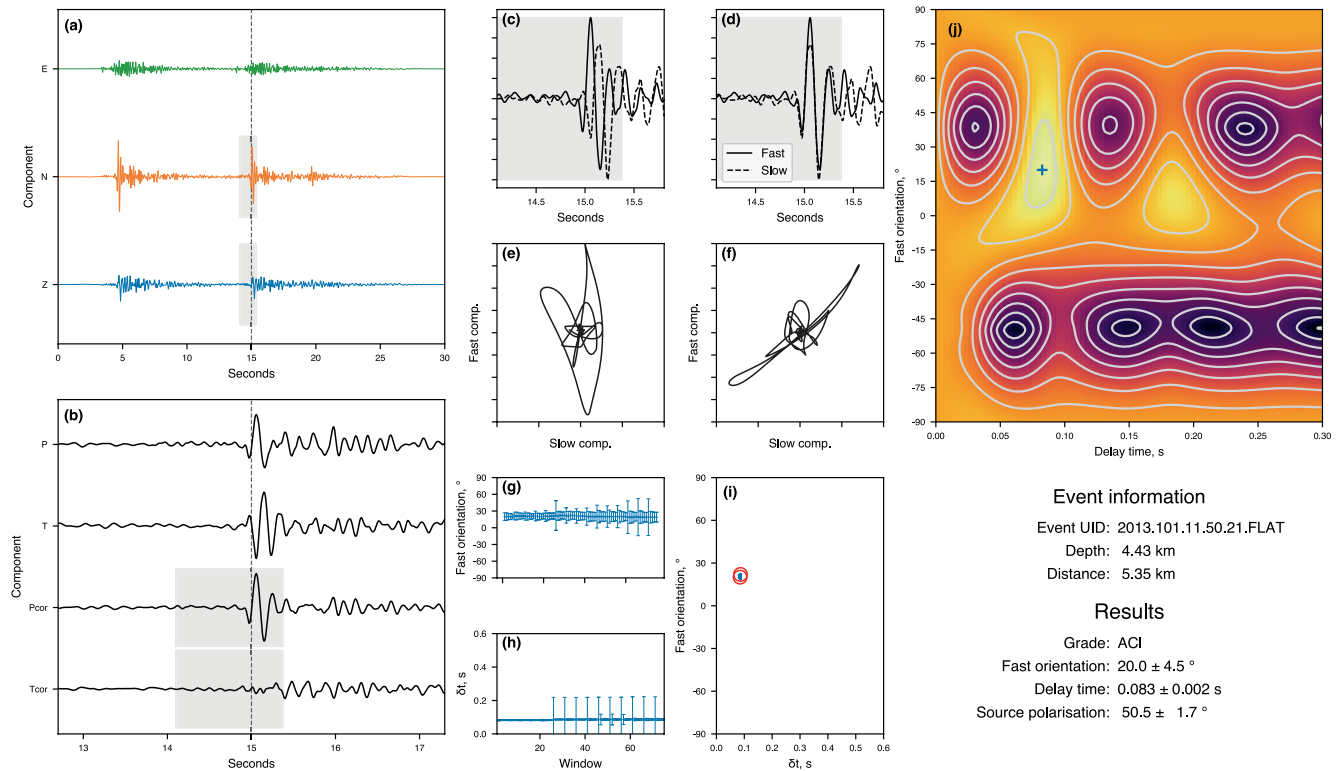 (a)
Component
E
N
Z
0 5 10 15 20 25 30
Seconds
(b)
Component
P
T
Pcor
Tcor
13 14 15 16 17
Seconds
(c)
14.5 15.0 15.5
Seconds
(d)
Fast
Slow
14.5 15.0 15.5
Seconds
(e)
Fast comp.
Slow comp.
(f)
Fast comp.
Slow comp.
(g)
Fast orientation, °
90
60
30
0
-30
-60
-90
(h)
δt, s
0.6
0.4
0.2
0.0
20 40 60
Window
(i)
Fast orientation, °
90
60
30
0
-30
-60
-90
0.0 0.1 0.2 0.3 0.4 0.5 0.6
δt, s
(j)
Fast orientation, °
90
75
60
45
30
15
0
-15
-30
-45
-60
-75
-90
0.00 0.05 0.10 0.15 0.20 0.25 0.30
Delay time, s
Event information
Event UID: 2013.101.11.50.21.FLAT
Depth: 4.43 km
Distance: 5.35 km
Results
Grade: ACI
Fast orientation: 20.0 ± 4.5 °
Delay time: 0.083 ± 0.002 s
Source polarisation: 50.5 ± 1.7 °